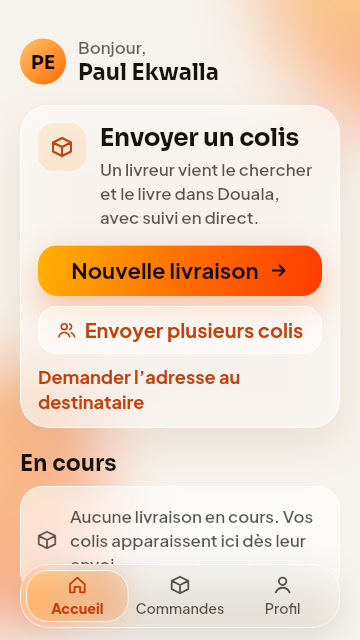 Bonjour,
PE
Paul Ekwalla
Envoyer un colis
Un livreur vient le chercher
et le livre dans Douala,
avec suivi en direct.
Nouvelle livraison →
Envoyer plusieurs colis
Demander l’adresse au
destinataire
En cours
Aucune livraison en cours. Vos
colis apparaissent ici dès leur
envoi.
Accueil
Commandes
Profil